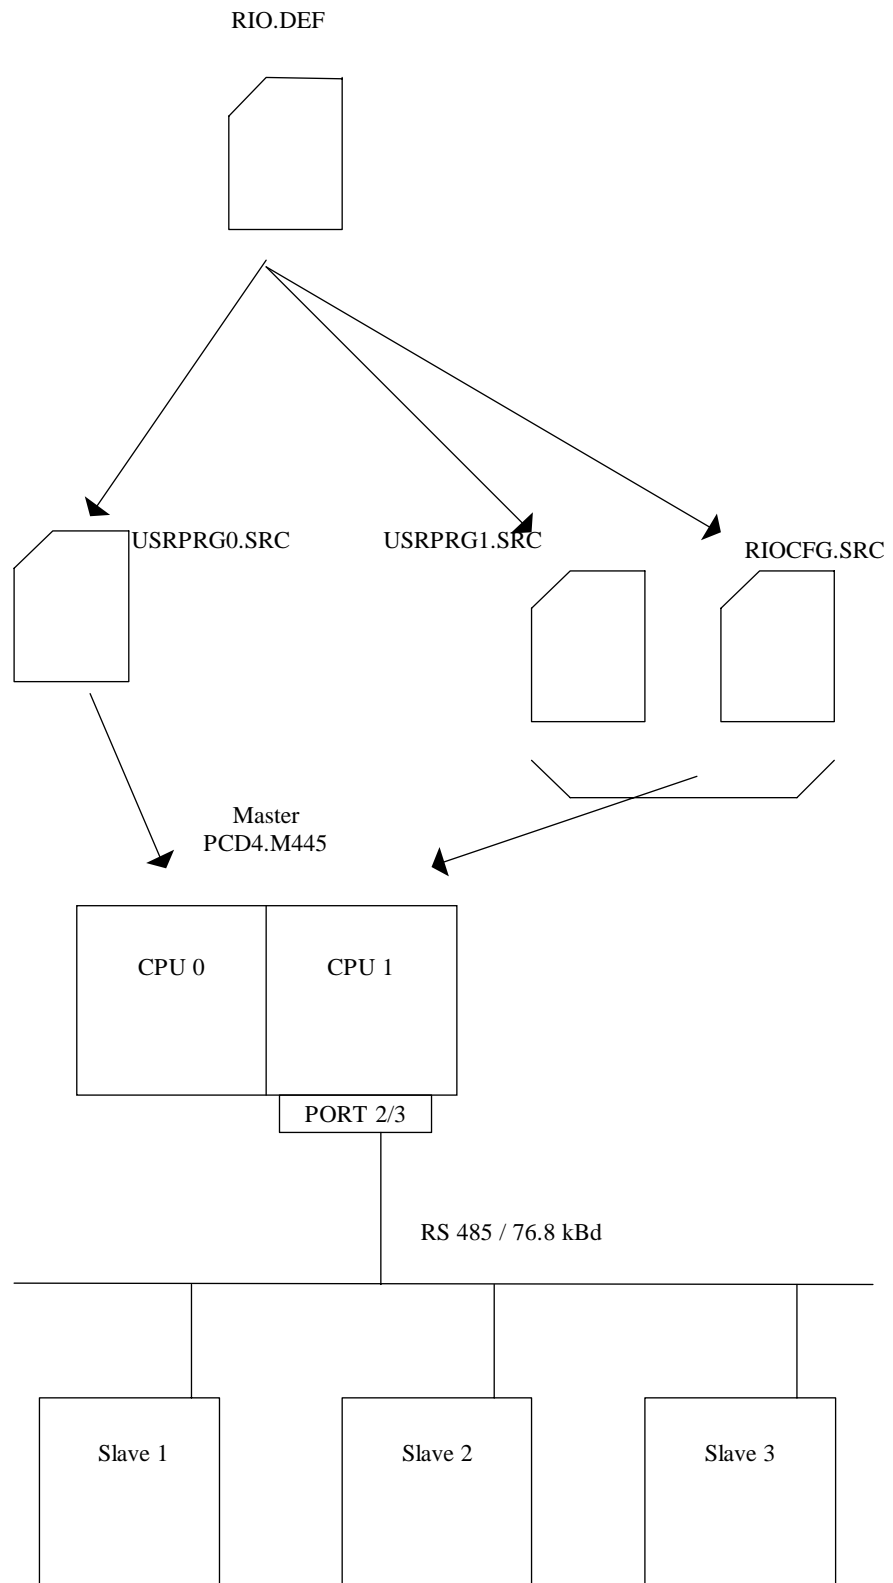 RIO.DEF
USRPRG0.SRC
USRPRG1.SRC
RIOCFG.SRC
Master
PCD4.M445
CPU 0
CPU 1
PORT 2/3
RS 485 / 76.8 kBd
Slave 1
Slave 2
Slave 3